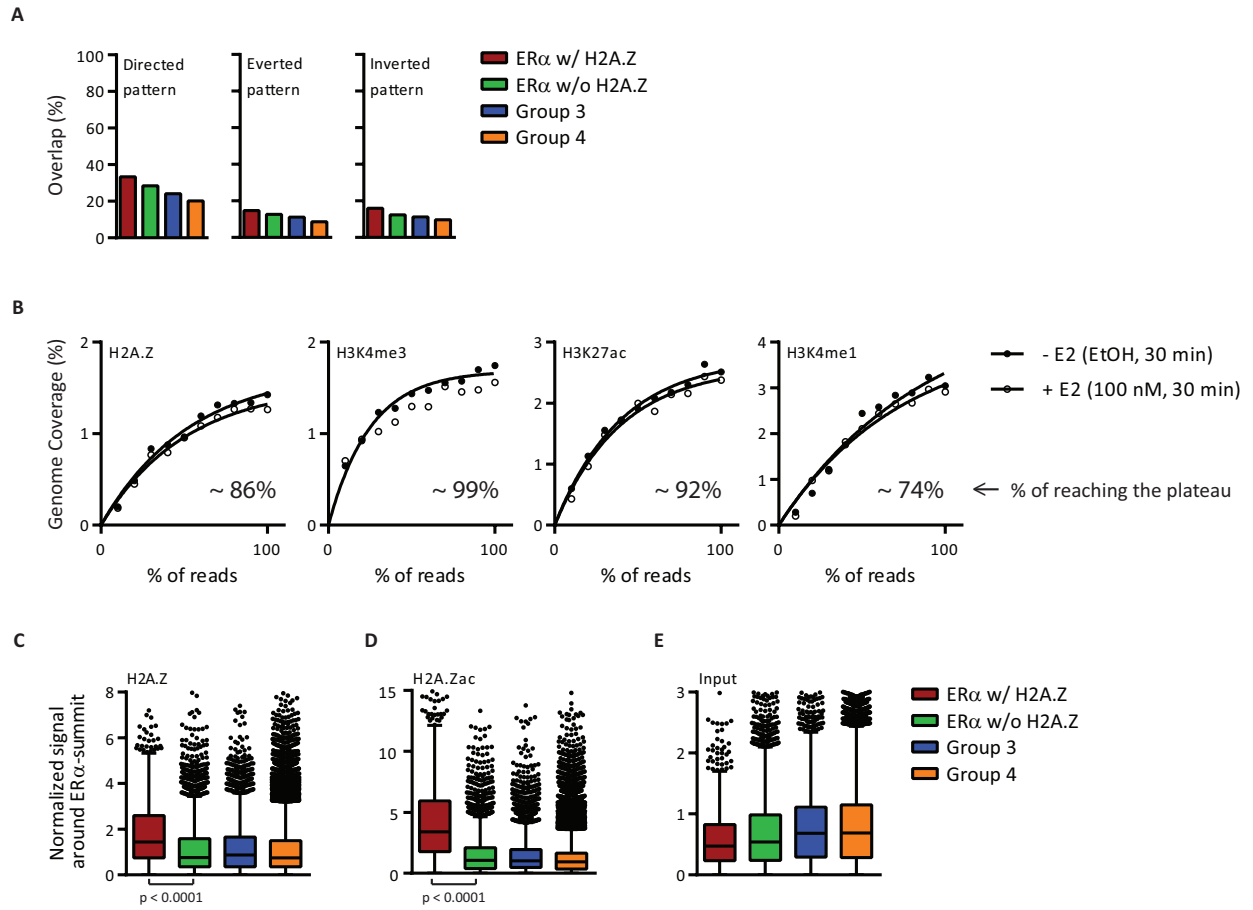 A
Overlap (%)
100
80
60
40
20
0
Directed
pattern
Everted
pattern
Inverted
pattern
ERα w/ H2A.Z
ERα w/o H2A.Z
Group 3
Group 4
B
Genome Coverage (%)
2
1
0
H2A.Z
~ 86%
0
100
% of reads
2
1
0
H3K4me3
~ 99%
0
100
% of reads
3
2
1
0
H3K27ac
~ 92%
0
100
% of reads
4
3
2
1
0
H3K4me1
~ 74%
0
100
% of reads
- E2 (EtOH, 30 min)
+ E2 (100 nM, 30 min)
← % of reaching the plateau
C
Normalized signal
around ERα-summit
H2A.Z
8
6
4
2
0
p < 0.0001
D
H2A.Zac
15
10
5
0
p < 0.0001
E
Input
3
2
1
0
ERα w/ H2A.Z
ERα w/o H2A.Z
Group 3
Group 4